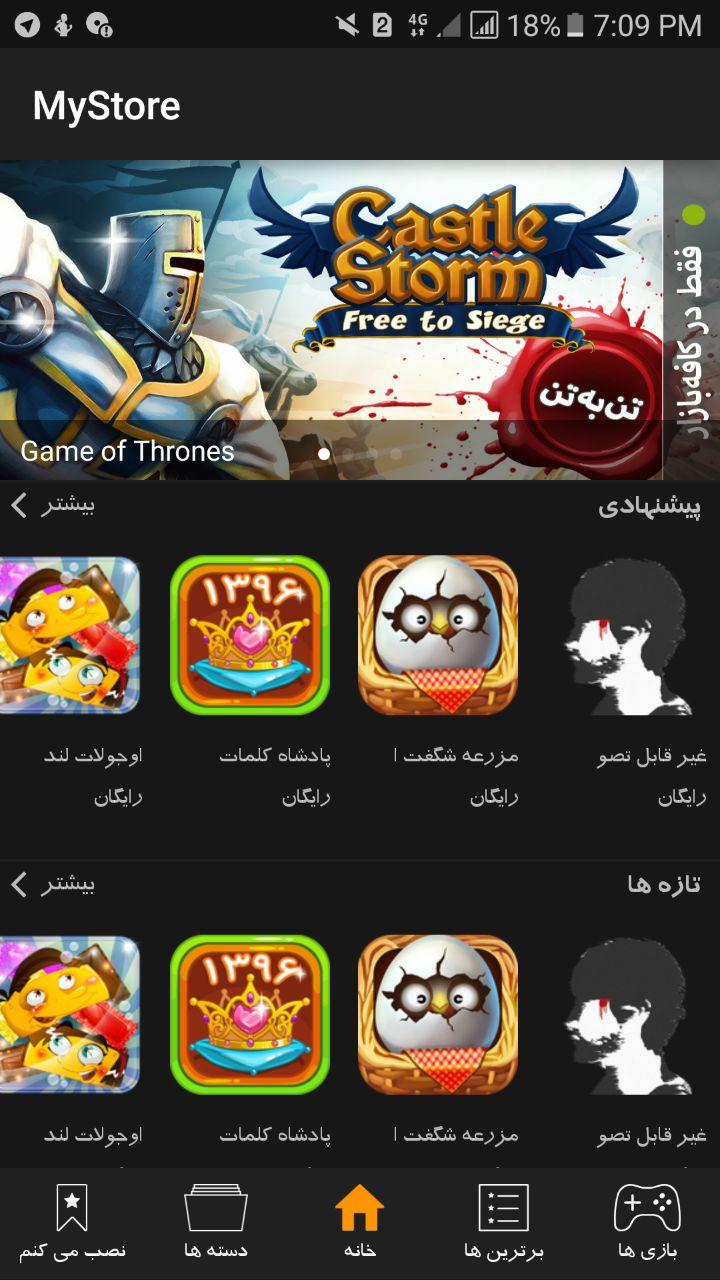 4G 18% 7:09 PM
MyStore
Castle
Storm
Free to Siege
تن‌به‌تن
فقط در کافه‌بازار
Game of Thrones
پیشنهادی
بیشتر
۱۳۹۶
غیر قابل تصو
مزرعه شگفت ا
پادشاه کلمات
اوجولات لند
رایگان
رایگان
رایگان
رایگان
تازه ها
بیشتر
۱۳۹۶
غیر قابل تصو
مزرعه شگفت ا
پادشاه کلمات
اوجولات لند
بازی ها
برترین ها
خانه
دسته ها
نصب می کنم